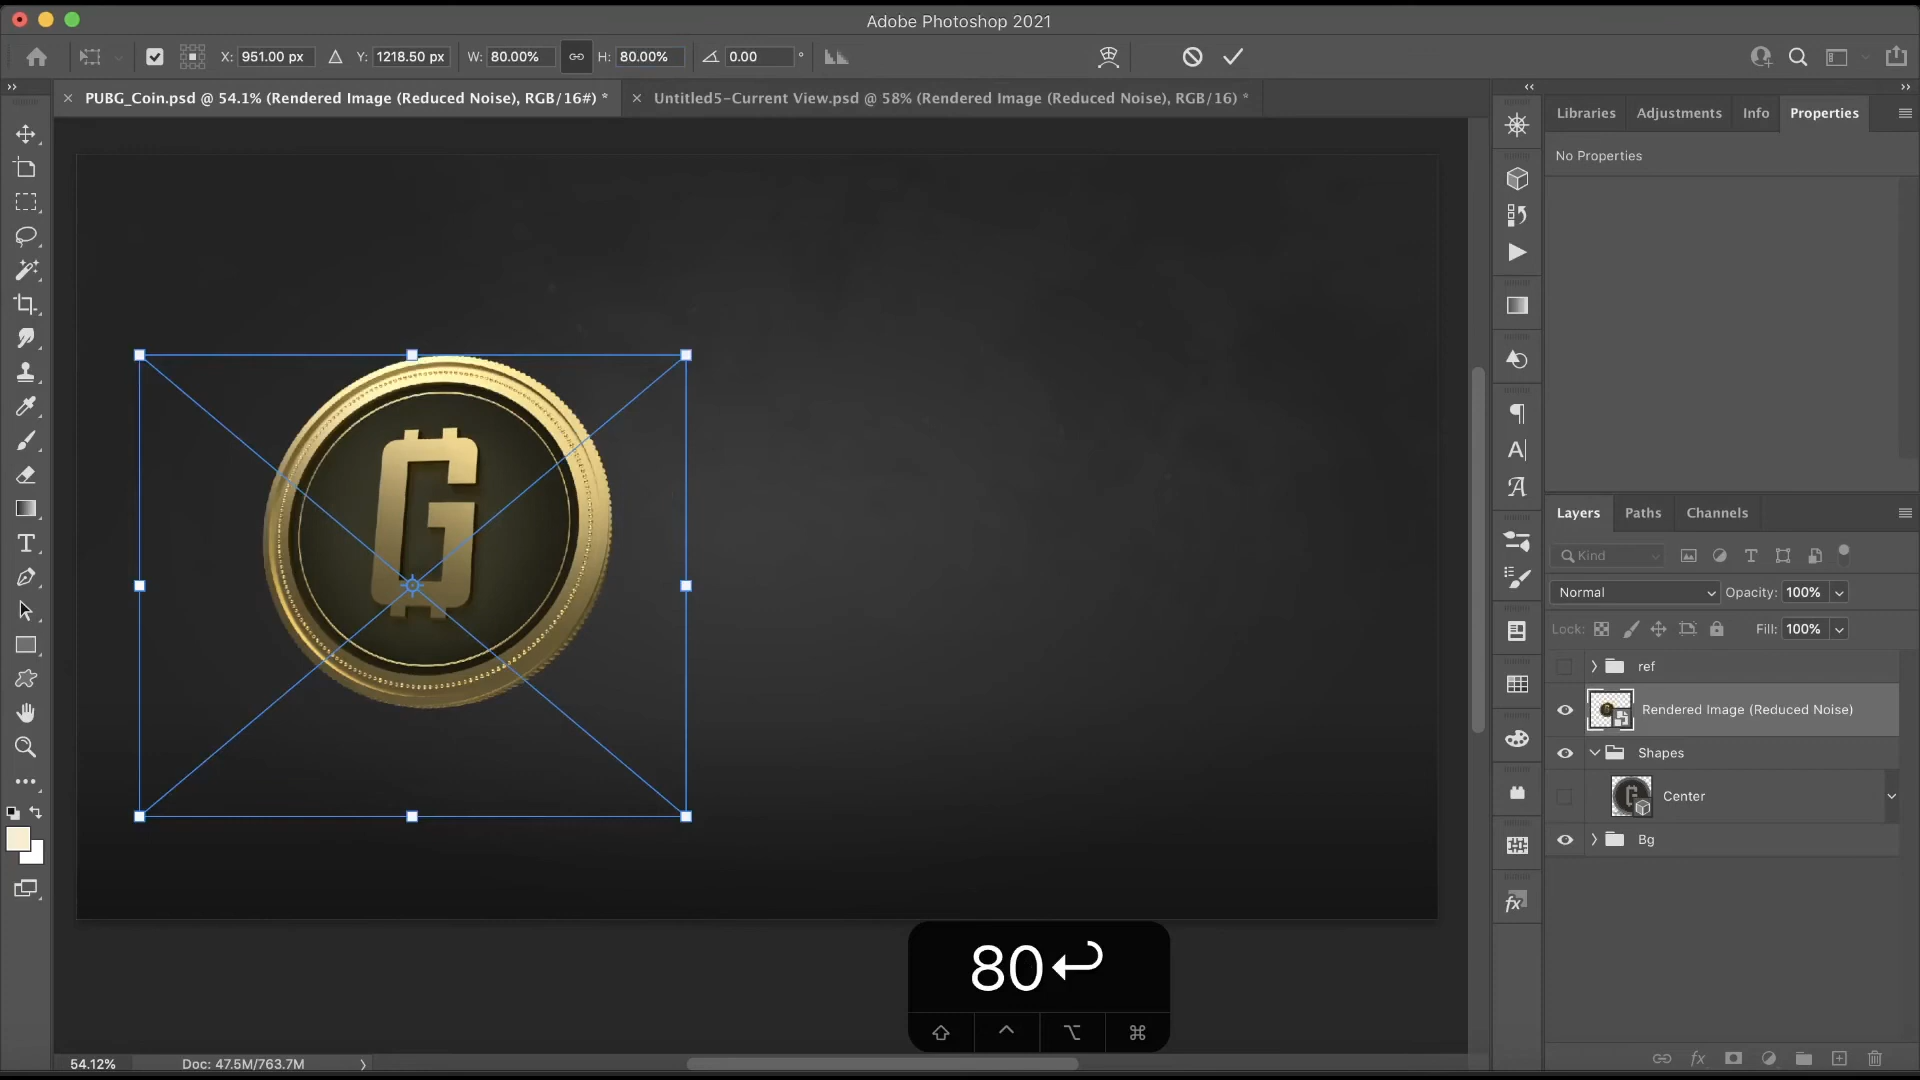 Adobe Photoshop 2021
X: 951.00 px Y: 1218.50 px W: 80.00% H: 80.00% 0.00 °
PUBG_Coin.psd @ 54.1% (Rendered Image (Reduced Noise), RGB/16#) *
Untitled5-Current View.psd @ 58% (Rendered Image (Reduced Noise), RGB/16) *
Libraries Adjustments Info Properties
No Properties
G
Layers Paths Channels
Kind
Normal Opacity: 100%
Lock: Fill: 100%
ref
Rendered Image (Reduced Noise)
Shapes
Center
Bg
80
54.12% Doc: 47.5M/763.7M